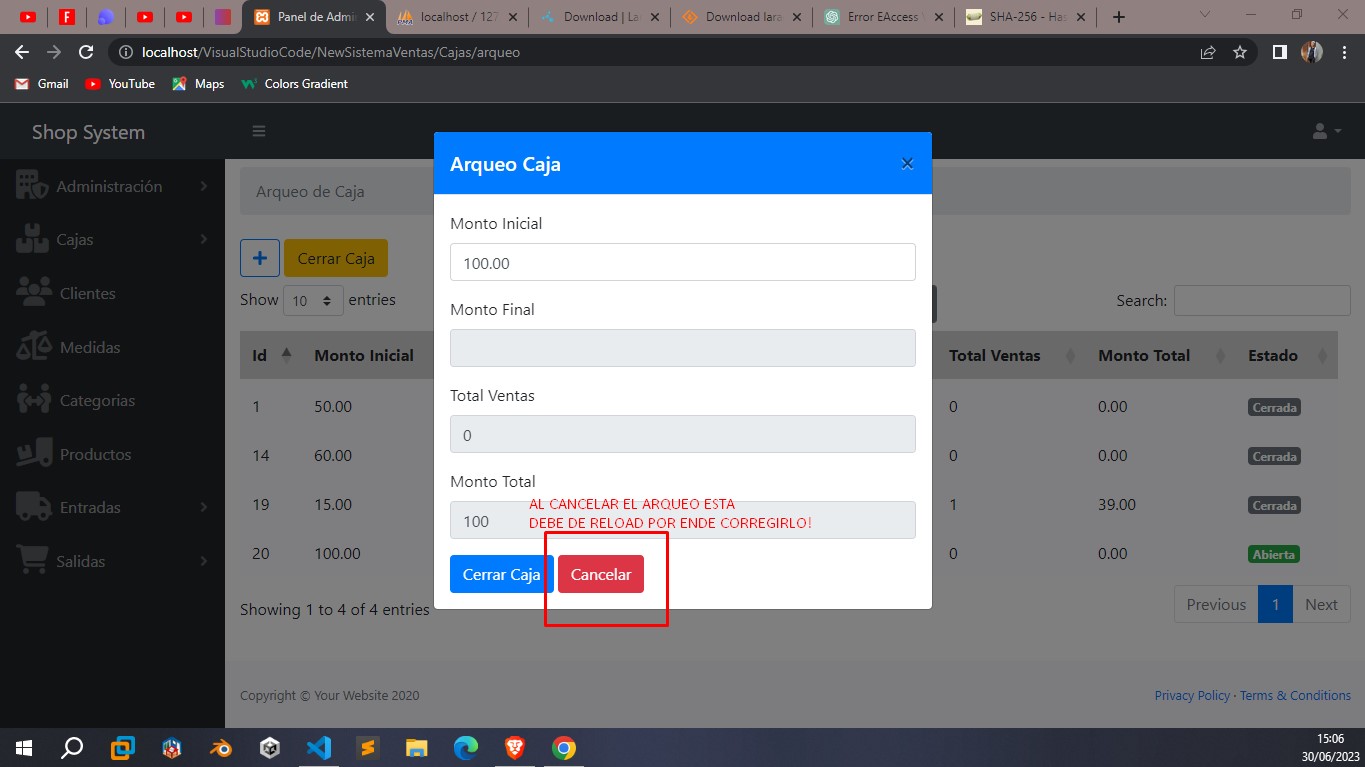 Panel de Admi
localhost / 127
Download | La
Download lara
Error EAccess
SHA-256 - Has
localhost/VisualStudioCode/NewSistemaVentas/Cajas/arqueo
Gmail
YouTube
Maps
Colors Gradient
Shop System
Administración
Cajas
Clientes
Medidas
Categorias
Productos
Entradas
Salidas
Arqueo de Caja
+ Cerrar Caja
Show 10 entries
Search:
Id Monto Inicial Total Ventas Monto Total Estado
1 50.00 0 0.00 Cerrada
14 60.00 0 0.00 Cerrada
19 15.00 1 39.00 Cerrada
20 100.00 0 0.00 Abierta
Showing 1 to 4 of 4 entries
Previous 1 Next
Arqueo Caja ×
Monto Inicial
100.00
Monto Final
Total Ventas
0
Monto Total
100
AL CANCELAR EL ARQUEO ESTA
DEBE DE RELOAD POR ENDE CORREGIRLO!
Cerrar Caja Cancelar
Copyright © Your Website 2020
Privacy Policy · Terms & Conditions
15:06
30/06/2023